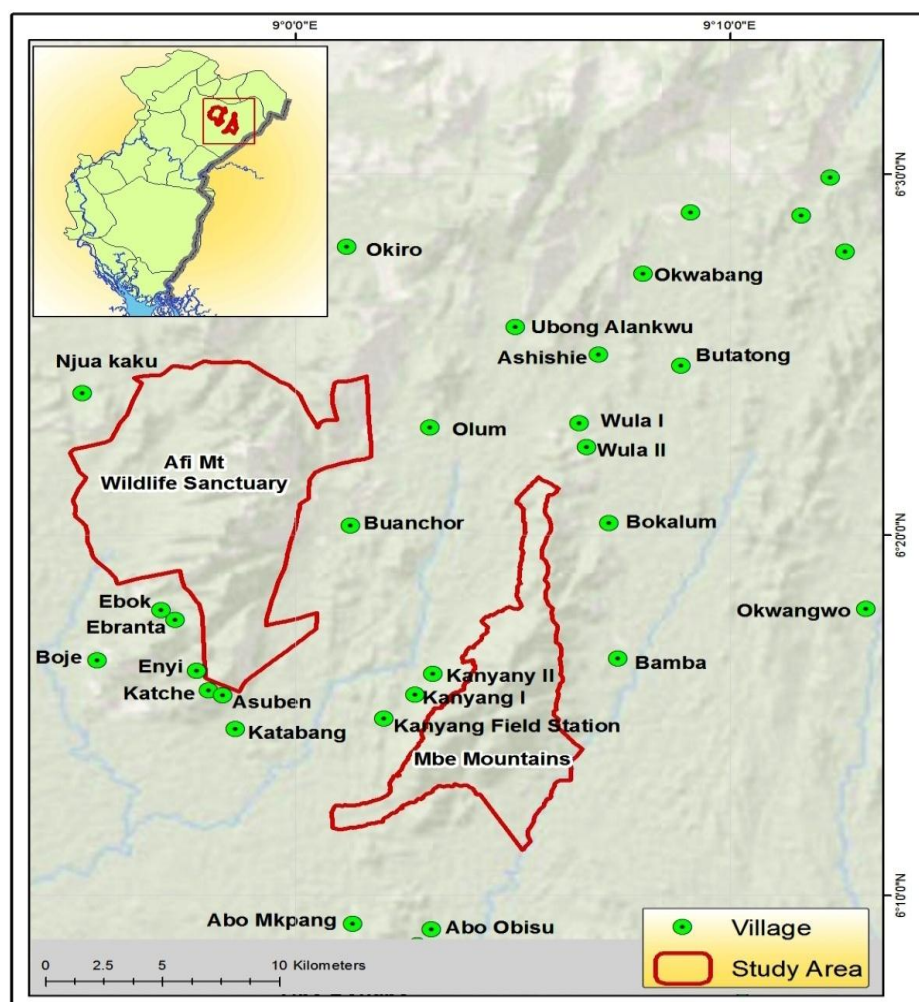 9°0'0"E
9°10'0"E
6°30'0"N
Okiro
Okwabang
Ubong Alankwu
Ashishie
Butatong
Njua kaku
Olum
Wula I
Wula II
Afi Mt
Wildlife Sanctuary
Buanchor
Bokalum
6°20'0"N
Ebok
Ebranta
Okwangwo
Boje
Enyi
Bamba
Kanyany II
Katche
Asuben
Kanyang I
Katabang
Kanyang Field Station
Mbe Mountains
6°10'0"N
Abo Mkpang
Abo Obisu
Village
Study Area
0 2.5 5 10 Kilometers